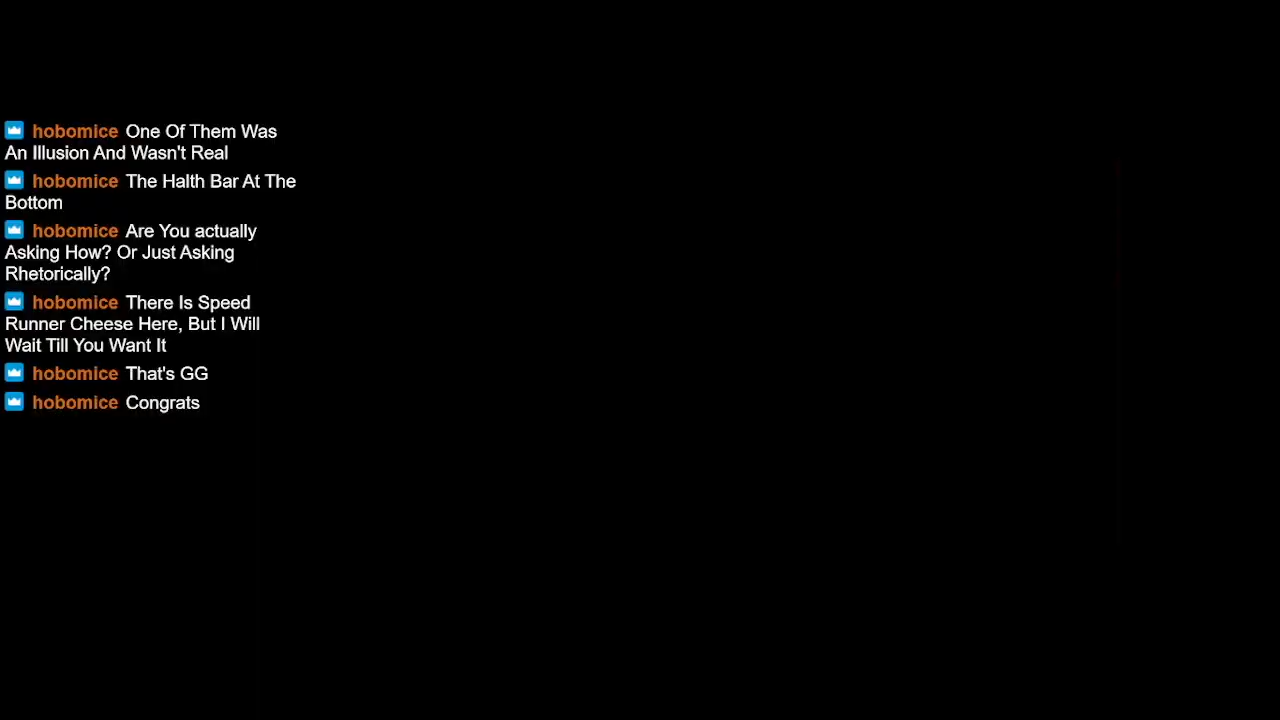 hobomice One Of Them Was
An Illusion And Wasn't Real
hobomice The Halth Bar At The
Bottom
hobomice Are You actually
Asking How? Or Just Asking
Rhetorically?
hobomice There Is Speed
Runner Cheese Here, But I Will
Wait Till You Want It
hobomice That's GG
hobomice Congrats